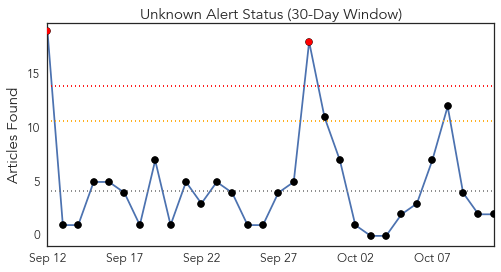 Unknown Alert Status (30-Day Window)
Articles Found
15
10
5
0
Sep 12 Sep 17 Sep 22 Sep 27 Oct 02 Oct 07